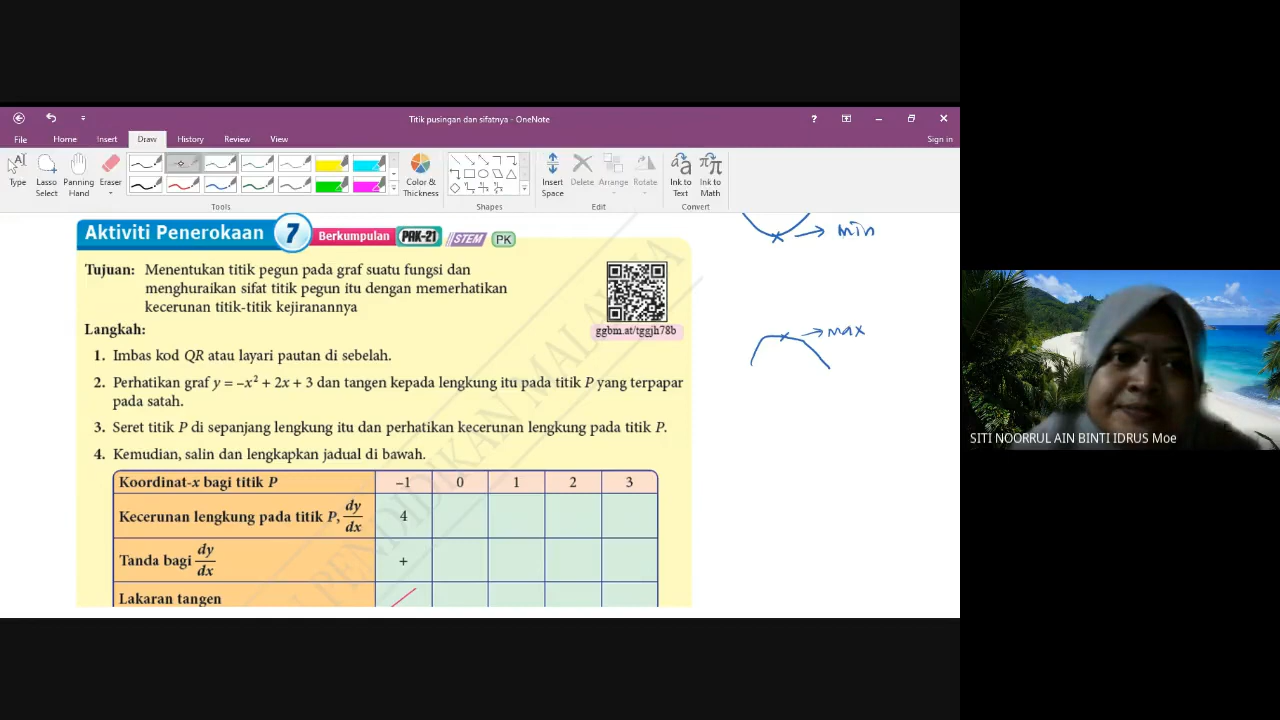 Titik pusingan dan sifatnya - OneNote
File Home Insert Draw History Review View Sign in
Type
Lasso Select
Panning Hand
Eraser
Color & Thickness
Insert Space
Delete
Arrange
Rotate
Ink to Text
Ink to Math
Tools Shapes Edit Convert
Aktiviti Penerokaan 7 Berkumpulan PAK-21 STEM PK
min
Tujuan: Menentukan titik pegun pada graf suatu fungsi dan
menghuraikan sifat titik pegun itu dengan memerhatikan
kecerunan titik-titik kejiranannya
ggbm.at/tggjh78b
max
Langkah:
1. Imbas kod QR atau layari pautan di sebelah.
2. Perhatikan graf y = –x² + 2x + 3 dan tangen kepada lengkung itu pada titik P yang terpapar
pada satah.
3. Seret titik P di sepanjang lengkung itu dan perhatikan kecerunan lengkung pada titik P.
4. Kemudian, salin dan lengkapkan jadual di bawah.
Koordinat-x bagi titik P –1 0 1 2 3
Kecerunan lengkung pada titik P, dy/dx 4
Tanda bagi dy/dx +
Lakaran tangen
PENDIDIKAN MALAYSIA
SITI NOORRUL AIN BINTI IDRUS Moe